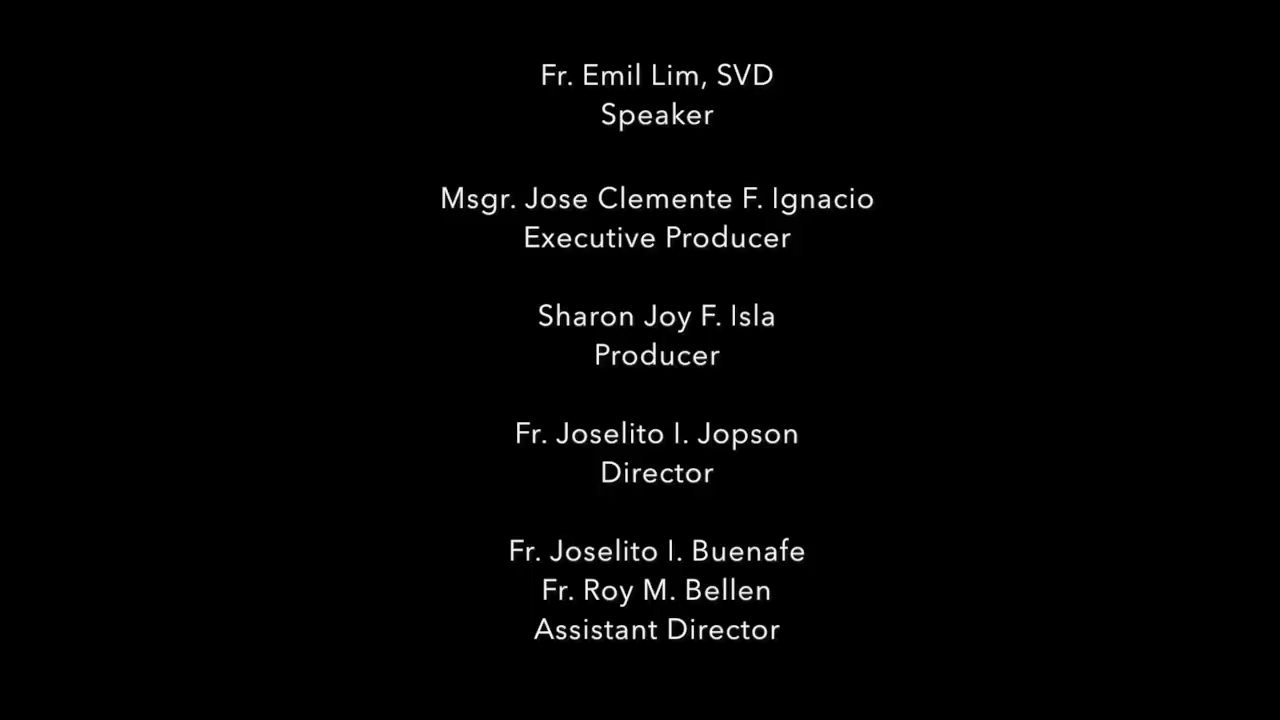 Fr. Emil Lim, SVD
Speaker
Msgr. Jose Clemente F. Ignacio
Executive Producer
Sharon Joy F. Isla
Producer
Fr. Joselito I. Jopson
Director
Fr. Joselito I. Buenafe
Fr. Roy M. Bellen
Assistant Director